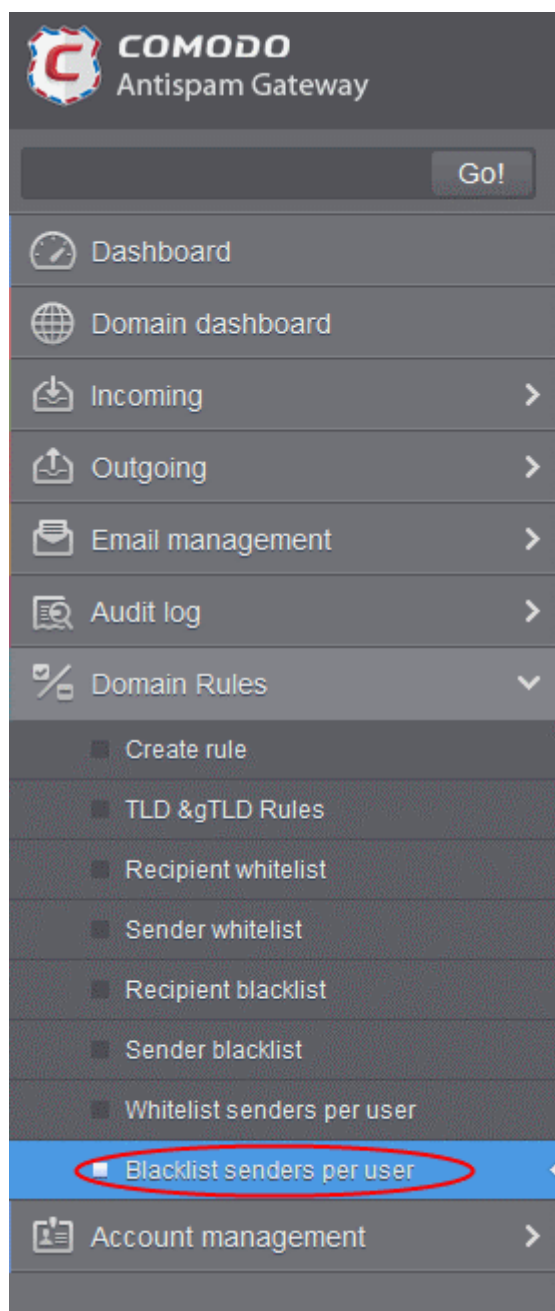 COMODO
Antispam Gateway
Go!
Dashboard
Domain dashboard
Incoming
Outgoing
Email management
Audit log
Domain Rules
Create rule
TLD &gTLD Rules
Recipient whitelist
Sender whitelist
Recipient blacklist
Sender blacklist
Whitelist senders per user
Blacklist senders per user
Account management